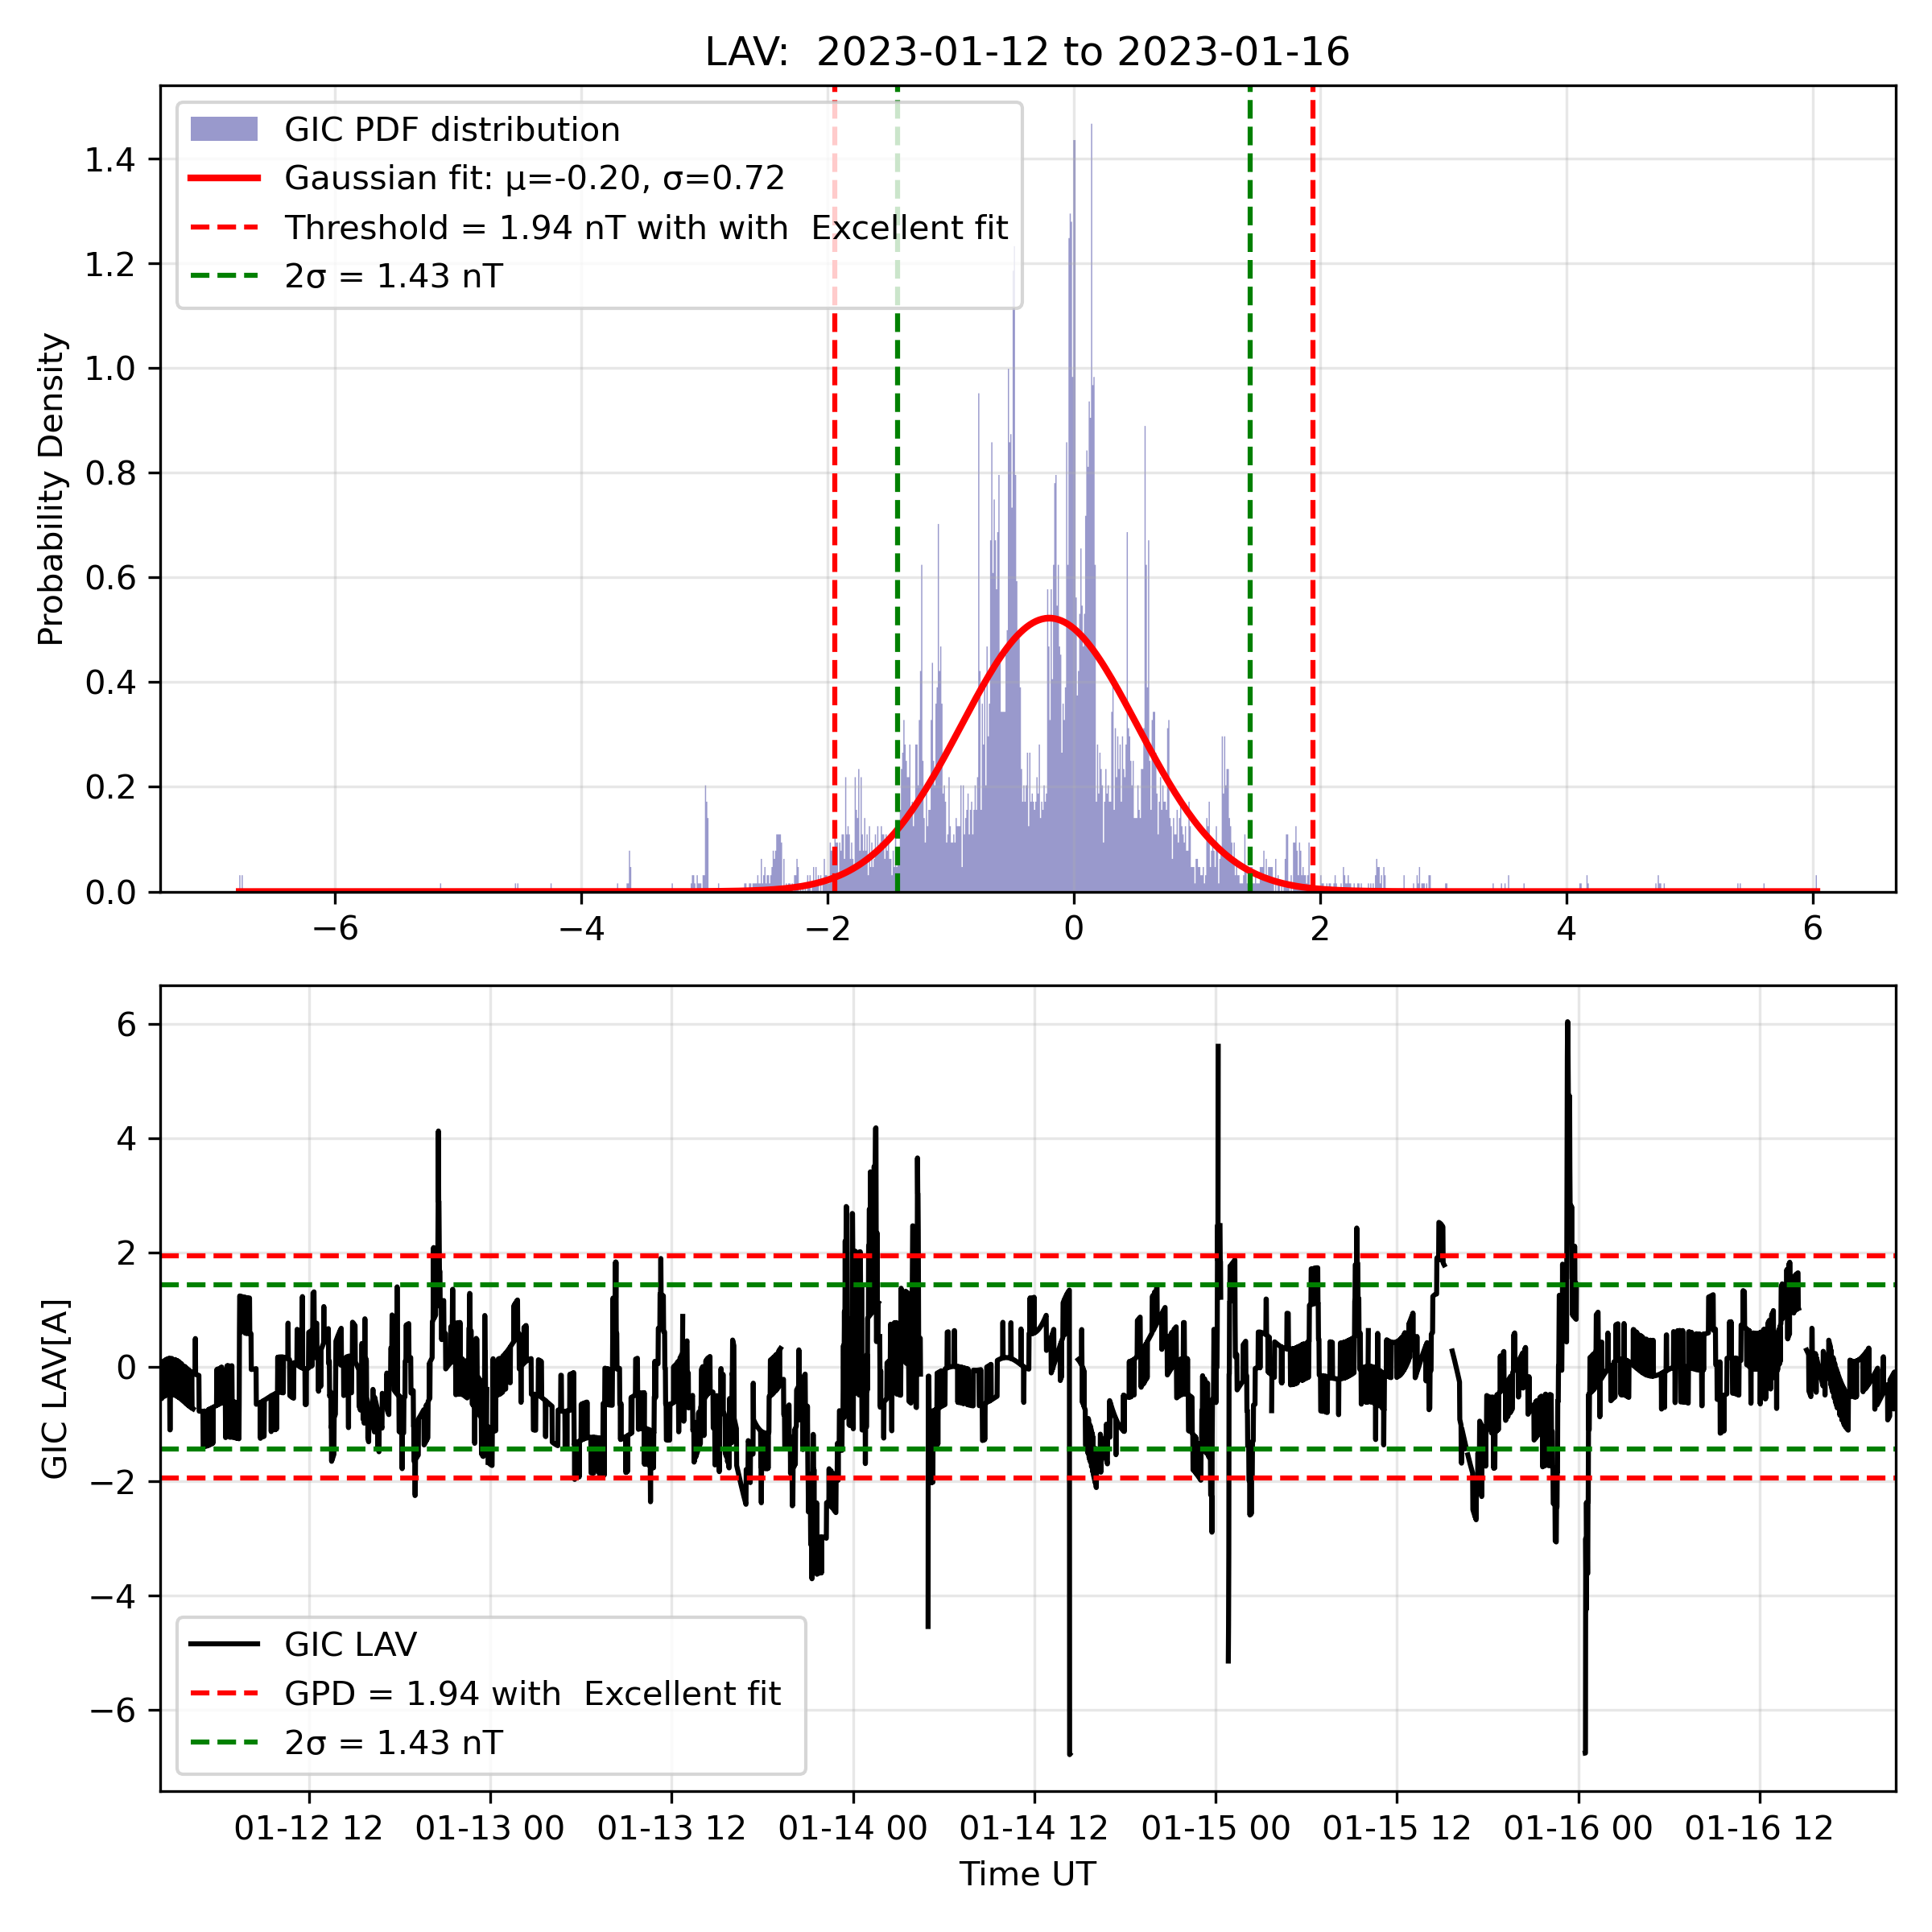 LAV:  2023-01-12 to 2023-01-16
GIC PDF distribution
Gaussian fit: μ=-0.20, σ=0.72
Threshold = 1.94 nT with with  Excellent fit
2σ = 1.43 nT
Probability Density
1.4
1.2
1.0
0.8
0.6
0.4
0.2
0.0
−6 −4 −2 0 2 4 6
GIC LAV[A]
6
4
2
0
−2
−4
−6
GIC LAV
GPD = 1.94 with  Excellent fit
2σ = 1.43 nT
01-12 12 01-13 00 01-13 12 01-14 00 01-14 12 01-15 00 01-15 12 01-16 00 01-16 12
Time UT